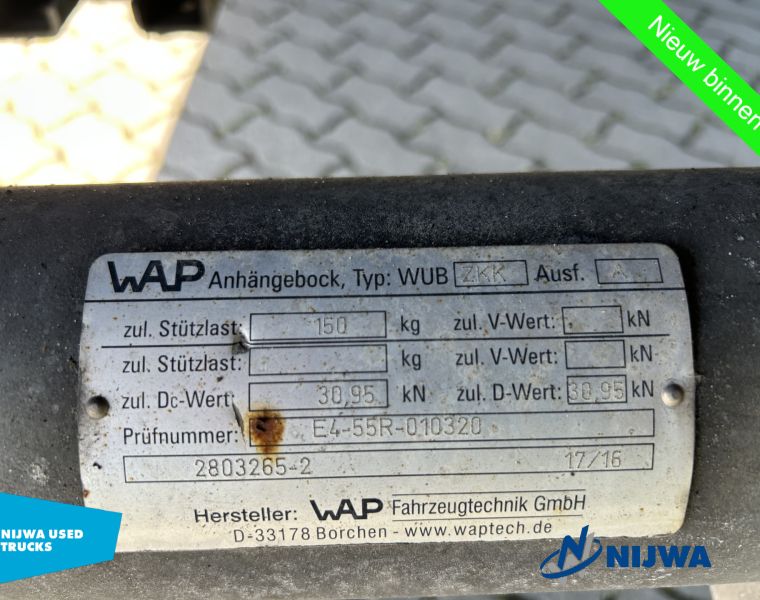 Nieuw binnen
WAP Anhängebock, Typ: WUB ZKK Ausf. A
zul. Stützlast: 150 kg zul. V-Wert: kN
zul. Stützlast: kg zul. V-Wert: kN
zul. Dc-Wert: 30,95 kN zul. D-Wert: 30,95 kN
Prüfnummer: E4-55R-010320
2803265-2 17/16
Hersteller: WAP Fahrzeugtechnik GmbH
D-33178 Borchen - www.waptech.de
NIJWA USED
TRUCKS
NIJWA